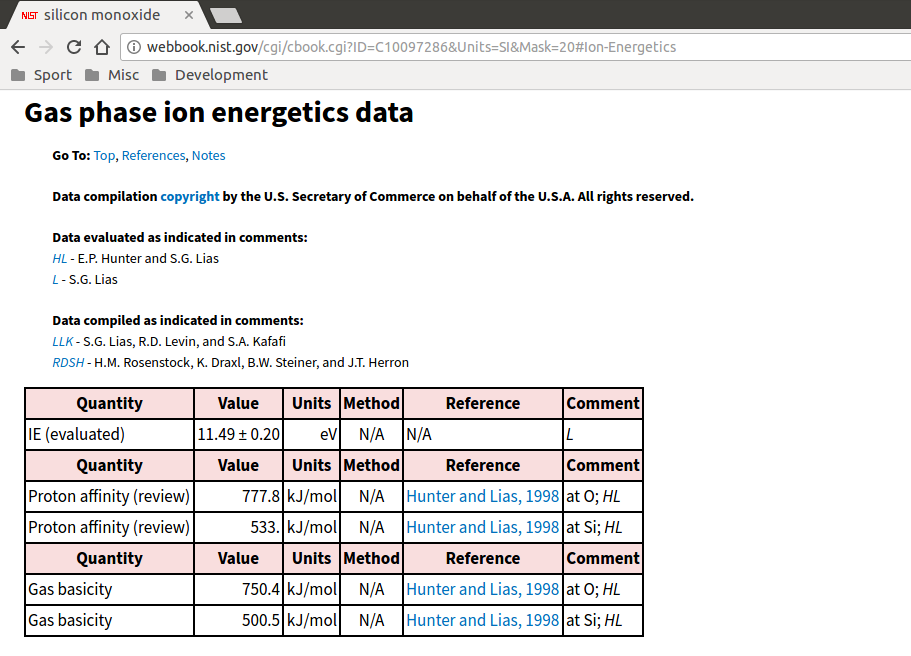 NIST silicon monoxide ×
webbook.nist.gov/cgi/cbook.cgi?ID=C10097286&Units=SI&Mask=20#Ion-Energetics
Sport Misc Development
Gas phase ion energetics data
Go To: Top, References, Notes
Data compilation copyright by the U.S. Secretary of Commerce on behalf of the U.S.A. All rights reserved.
Data evaluated as indicated in comments:
HL - E.P. Hunter and S.G. Lias
L - S.G. Lias
Data compiled as indicated in comments:
LLK - S.G. Lias, R.D. Levin, and S.A. Kafafi
RDSH - H.M. Rosenstock, K. Draxl, B.W. Steiner, and J.T. Herron
Quantity Value Units Method Reference Comment
IE (evaluated) 11.49 ± 0.20 eV N/A N/A L
Quantity Value Units Method Reference Comment
Proton affinity (review) 777.8 kJ/mol N/A Hunter and Lias, 1998 at O; HL
Proton affinity (review) 533. kJ/mol N/A Hunter and Lias, 1998 at Si; HL
Quantity Value Units Method Reference Comment
Gas basicity 750.4 kJ/mol N/A Hunter and Lias, 1998 at O; HL
Gas basicity 500.5 kJ/mol N/A Hunter and Lias, 1998 at Si; HL